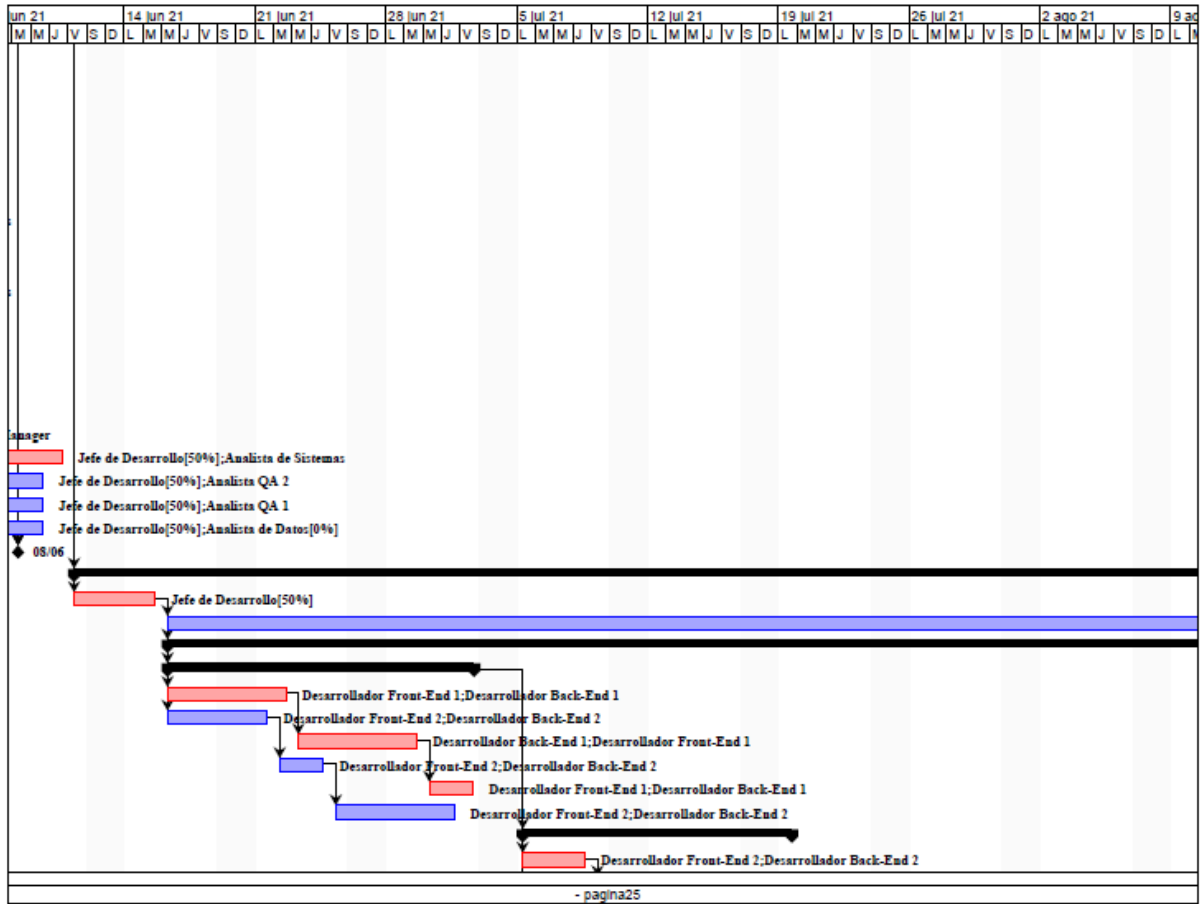 jun 21 14 jun 21 21 jun 21 28 jun 21 5 jul 21 12 jul 21 19 jul 21 26 jul 21 2 ago 21 9 ag
M M J V S D L M M J V S D L M M J V S D L M M J V S D L M M J V S D L M M J V S D L M M J V S D L M M J V S D L M M J V S D L M
anager
Jefe de Desarrollo[50%];Analista de Sistemas
Jefe de Desarrollo[50%];Analista QA 2
Jefe de Desarrollo[50%];Analista QA 1
Jefe de Desarrollo[50%];Analista de Datos[0%]
08/06
Jefe de Desarrollo[50%]
Desarrollador Front-End 1;Desarrollador Back-End 1
Desarrollador Front-End 2;Desarrollador Back-End 2
Desarrollador Back-End 1;Desarrollador Front-End 1
Desarrollador Front-End 2;Desarrollador Back-End 2
Desarrollador Front-End 1;Desarrollador Back-End 1
Desarrollador Front-End 2;Desarrollador Back-End 2
Desarrollador Front-End 2;Desarrollador Back-End 2
- pagina25